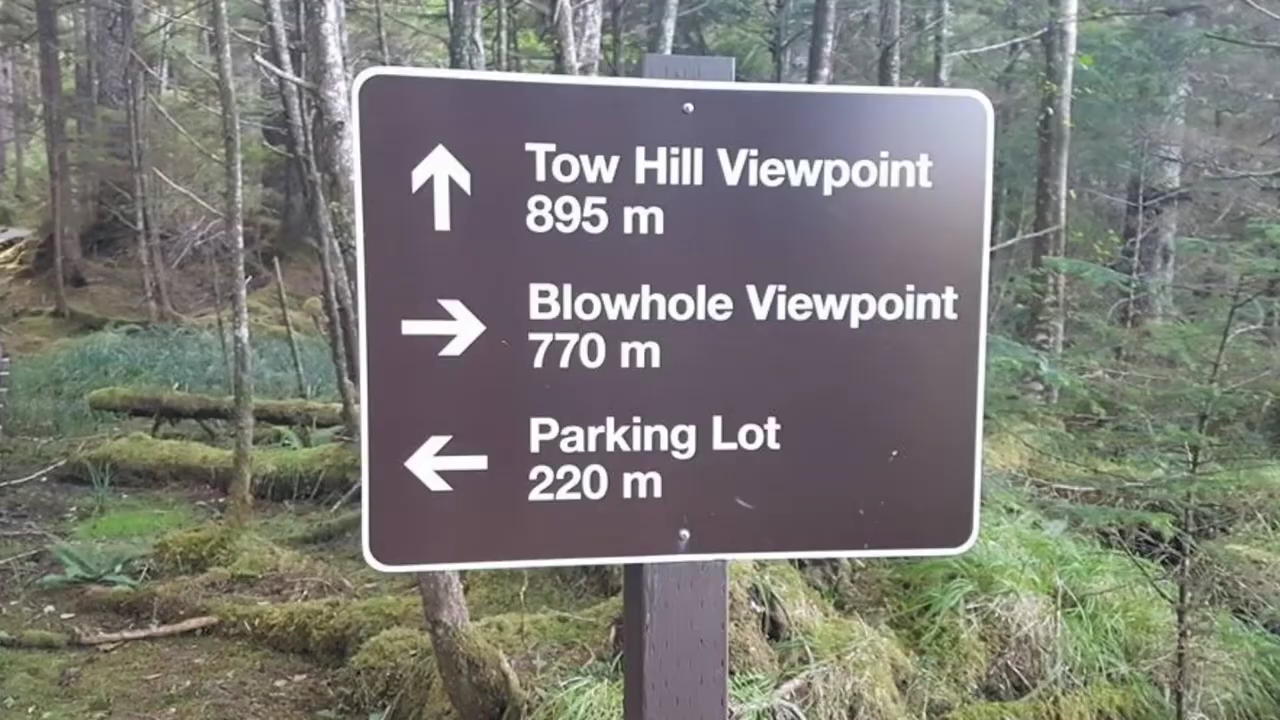 Tow Hill Viewpoint
895 m
Blowhole Viewpoint
770 m
Parking Lot
220 m